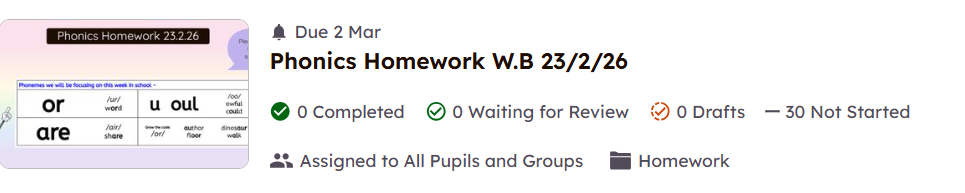 Phonics Homework 23.2.26
Phonemes we will be focusing on this week in school -
or /ur/ word u oul /oo/ awful could
are /air/ share Grow the code: /or/ author floor dinosaur walk
Due 2 Mar
Phonics Homework W.B 23/2/26
0 Completed 0 Waiting for Review 0 Drafts 30 Not Started
Assigned to All Pupils and Groups Homework